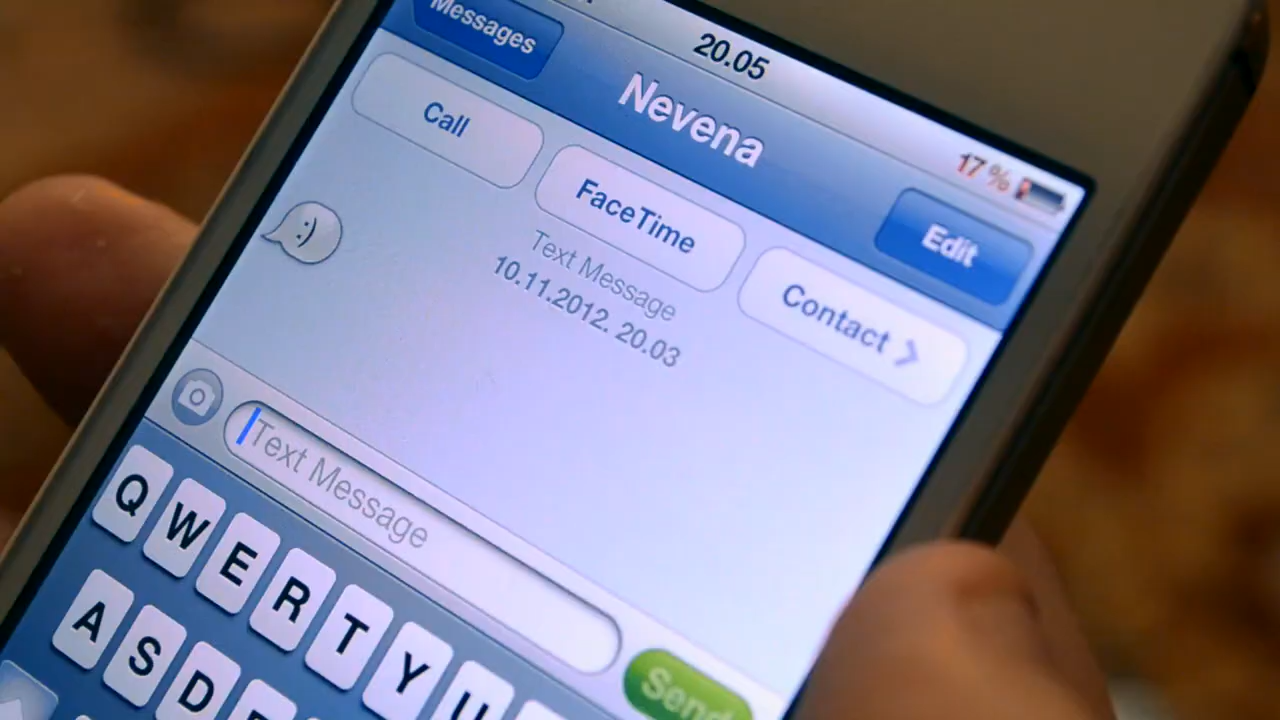 20.05
17 %
Messages
Nevena
Edit
Call
FaceTime
Contact
Text Message
10.11.2012. 20.03
:)
Text Message
Send
Q W E R T Y U
A S D